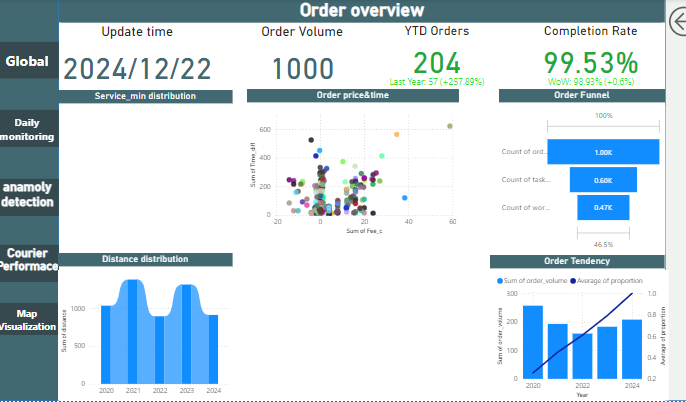 Order overview
Update time
Order Volume
YTD Orders
Completion Rate
Global
2024/12/22
1000
204
99.53%
Last Year: 57 (+257.89%)
WoW: 98.93% (+0.6%)
Service_min distribution
Order price&time
Order Funnel
Daily
monitoring
anamoly
detection
Courier
Performace
Map
Visualization
Sum of Time_diff
600
400
200
0
-20
0
20
40
60
Sum of Fee_c
100%
Count of ord...
1.00K
Count of task...
0.60K
Count of wor...
0.47K
46.5%
Distance distribution
Sum of distance
1000
500
0
2020
2021
2022
2023
2024
Order Tendency
Sum of order_volume
Average of proportion
Sum of order_volume
300
200
100
0
1.0
0.8
0.6
0.4
0.2
Average of proportion
2020
2022
2024
Year